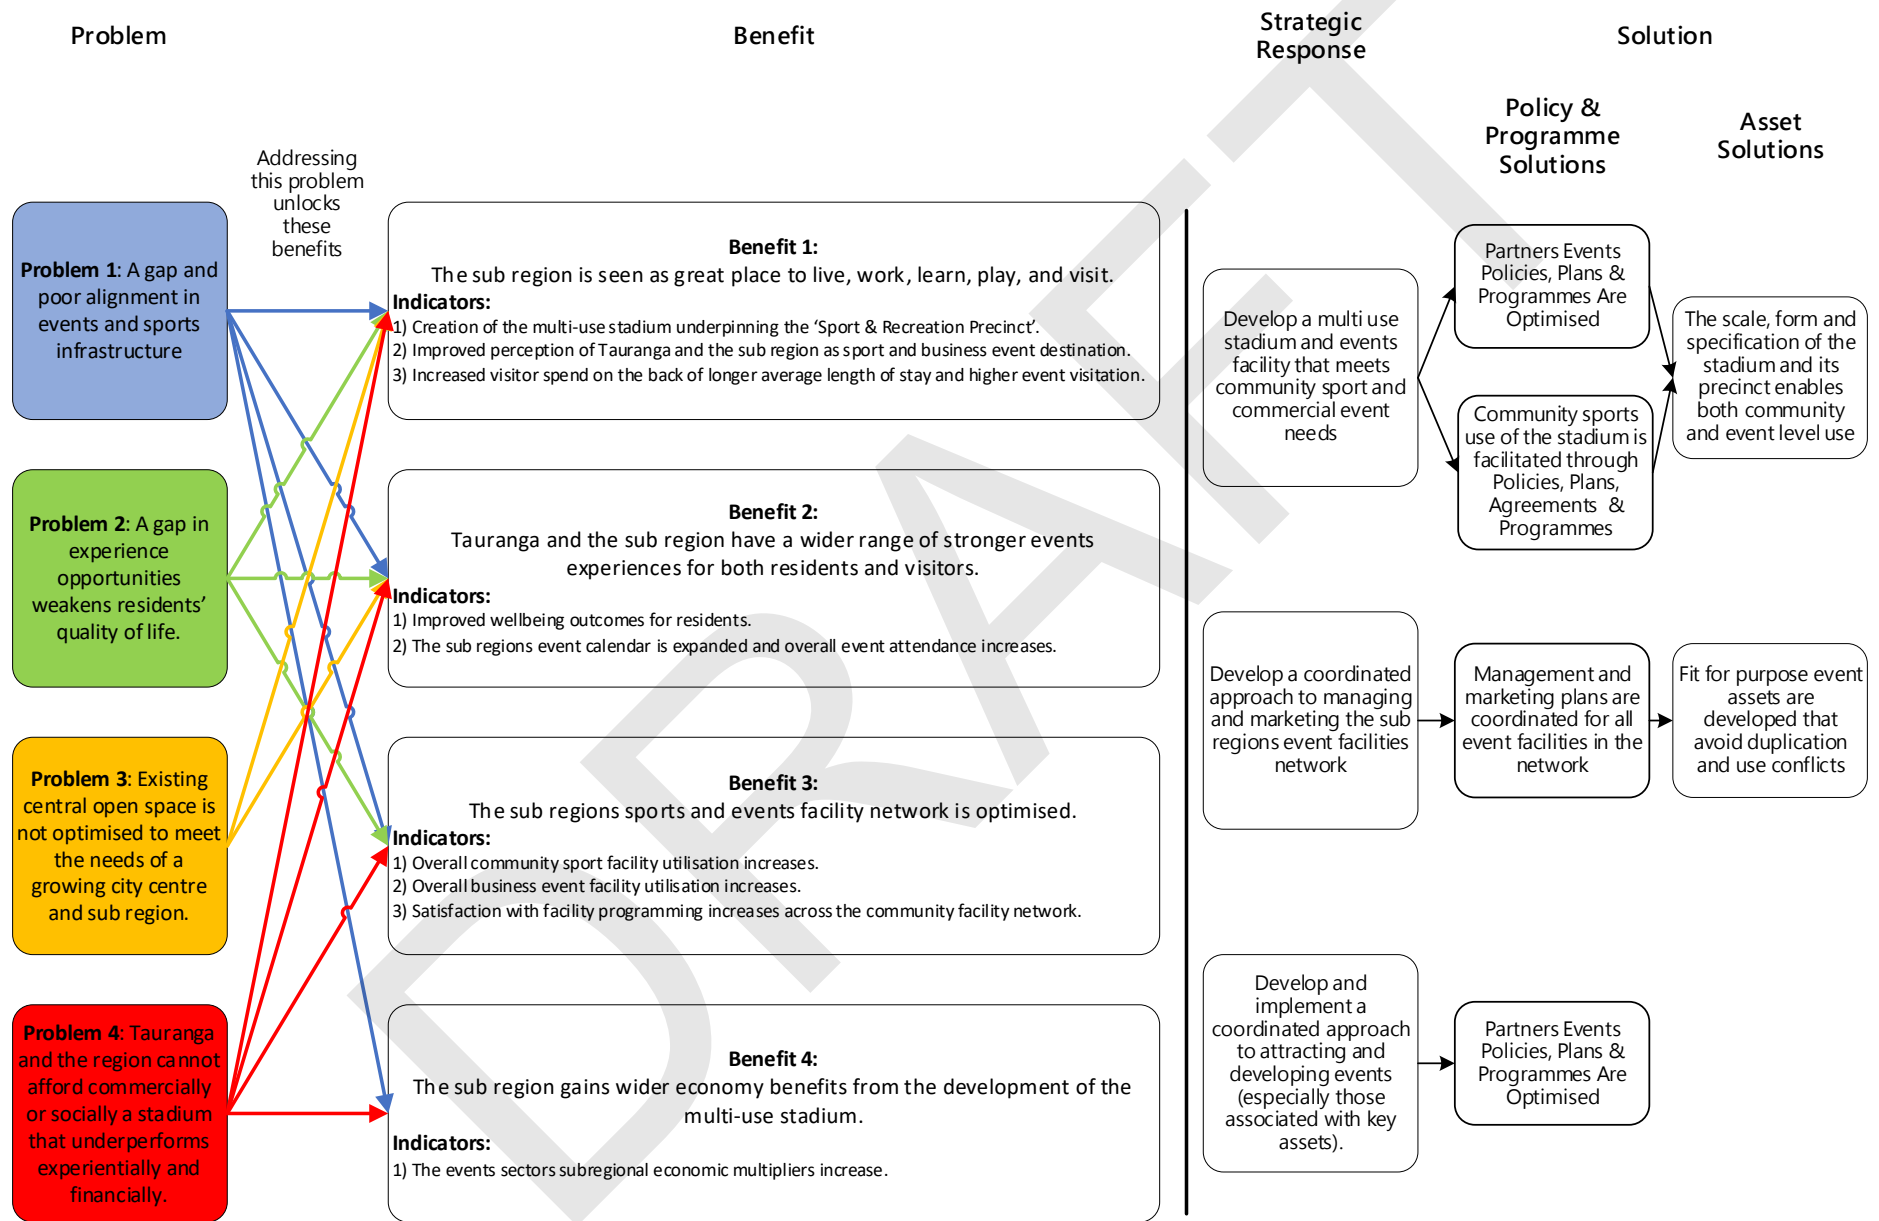 Problem
Benefit
Strategic
Response
Solution
Policy &
Programme
Solutions
Asset
Solutions
Addressing
this problem
unlocks
these
benefits
Problem 1: A gap and
poor alignment in
events and sports
infrastructure
Problem 2: A gap in
experience
opportunities
weakens residents’
quality of life.
Problem 3: Existing
central open space is
not optimised to meet
the needs of a
growing city centre
and sub region.
Problem 4: Tauranga
and the region cannot
afford commercially
or socially a stadium
that underperforms
experientially and
financially.
Benefit 1:
The sub region is seen as great place to live, work, learn, play, and visit.
Indicators:
1) Creation of the multi-use stadium underpinning the ‘Sport & Recreation Precinct’.
2) Improved perception of Tauranga and the sub region as sport and business event destination.
3) Increased visitor spend on the back of longer average length of stay and higher event visitation.
Benefit 2:
Tauranga and the sub region have a wider range of stronger events
experiences for both residents and visitors.
Indicators:
1) Improved wellbeing outcomes for residents.
2) The sub regions event calendar is expanded and overall event attendance increases.
Benefit 3:
The sub regions sports and events facility network is optimised.
Indicators:
1) Overall community sport facility utilisation increases.
2) Overall business event facility utilisation increases.
3) Satisfaction with facility programming increases across the community facility network.
Benefit 4:
The sub region gains wider economy benefits from the development of the
multi-use stadium.
Indicators:
1) The events sectors subregional economic multipliers increase.
Develop a multi use
stadium and events
facility that meets
community sport and
commercial event
needs
Partners Events
Policies, Plans &
Programmes Are
Optimised
Community sports
use of the stadium is
facilitated through
Policies, Plans,
Agreements &
Programmes
The scale, form and
specification of the
stadium and its
precinct enables
both community
and event level use
Develop a coordinated
approach to managing
and marketing the sub
regions event facilities
network
Management and
marketing plans are
coordinated for all
event facilities in the
network
Fit for purpose event
assets are
developed that
avoid duplication
and use conflicts
Develop and
implement a
coordinated approach
to attracting and
developing events
(especially those
associated with key
assets).
Partners Events
Policies, Plans &
Programmes Are
Optimised
DRAFT